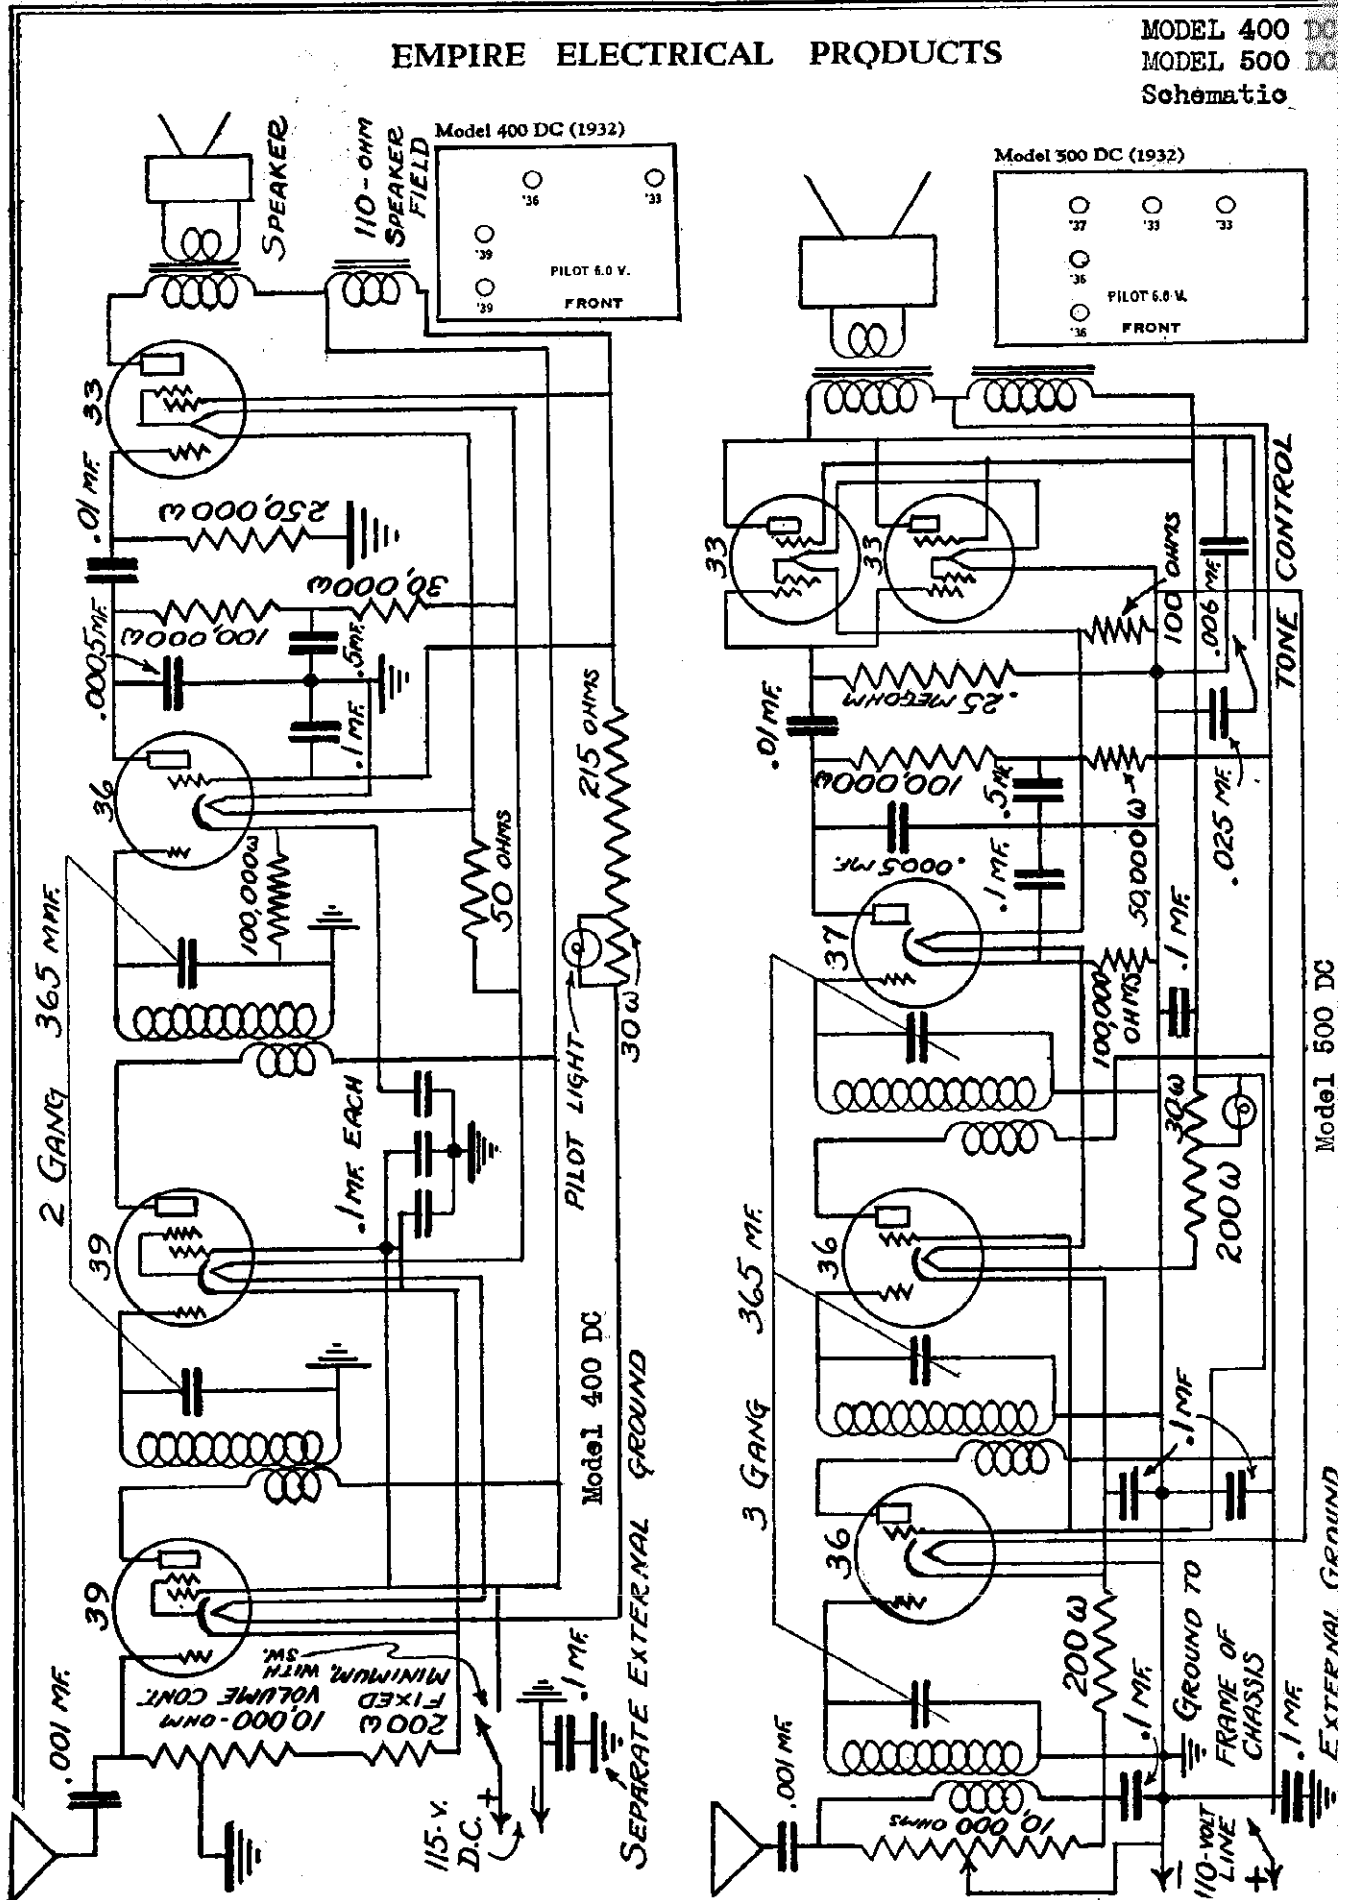 EMPIRE ELECTRICAL PRODUCTS
MODEL 400 DC
MODEL 500 DC
Schematic
Model 400 DC (1932)
'36
'33
'39
'39
PILOT 6.0 V.
FRONT
SPEAKER
110-OHM
SPEAKER
FIELD
33
.01 MF.
250,000 ω
.0005 MF.
100,000 ω
30,000 ω
.5 MF.
.1 MF.
36
100,000 ω
50 OHMS
215 OHMS
2 GANG 365 MMF.
PILOT LIGHT
30 ω
.1 MF. EACH
39
39
Model 400 DC
.001 MF.
10,000-OHM
VOLUME CONT.
WITH
SW.
200 ω
FIXED
MINIMUM,
115-V.
D.C.
+
−
.1 MF.
SEPARATE EXTERNAL GROUND
Model 500 DC (1932)
'37
'33
'33
'36
'36
PILOT 6.0 V.
FRONT
33
33
100 OHMS
.006 MF.
TONE CONTROL
.01 MF.
.25 MEGOHM
100,000 ω
.5 MF.
.0005 MF.
.1 MF.
50,000 ω
.025 MF.
37
100,000
OHMS
.1 MF.
30 ω
200 ω
Model 500 DC
3 GANG 365 MF.
36
36
.1 MF
200 ω
.1 MF.
GROUND TO
FRAME OF
CHASSIS
.001 MF.
10,000 OHMS
−
110-VOLT
LINE
+
.1 MF.
EXTERNAL GROUND